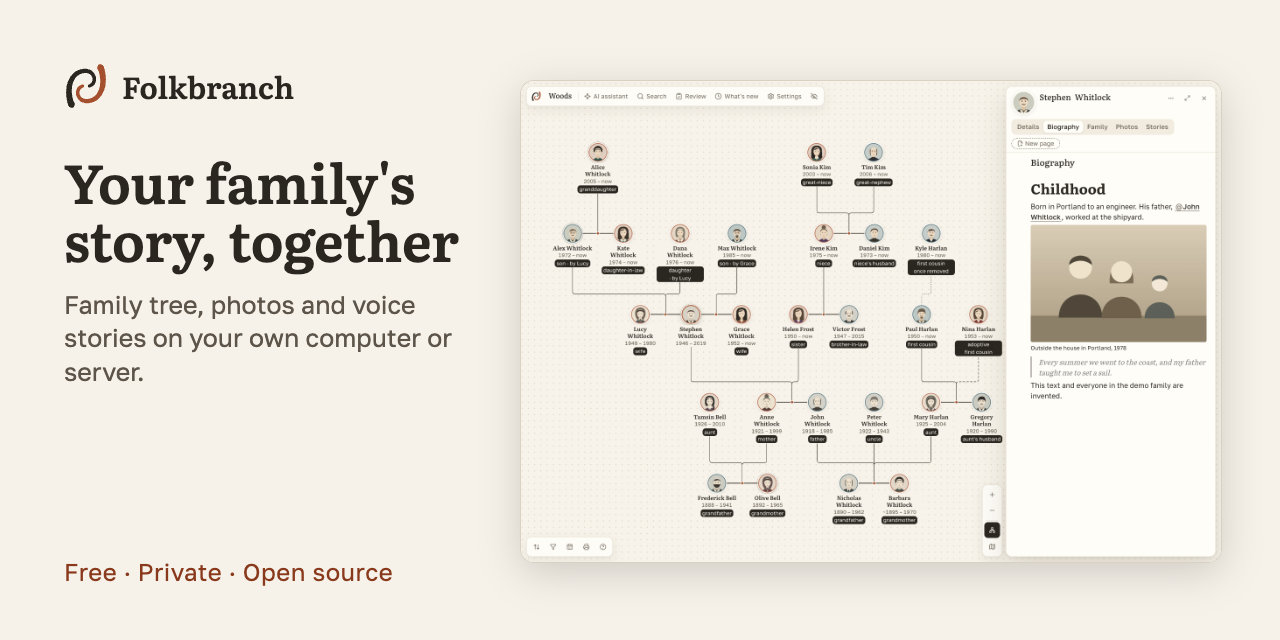 Folkbranch
Your family's
story, together
Family tree, photos and voice
stories on your own computer or
server.
Free · Private · Open source
Woods
AI assistant
Search
Review
What's new
Settings
Alice
Whitlock
2005 – now
granddaughter
Sonia Kim
2003 – now
great-niece
Tim Kim
2006 – now
great-nephew
Alex Whitlock
1972 – now
son · by Lucy
Kate
Whitlock
1974 – now
daughter-in-law
Dana
Whitlock
1976 – now
daughter
· by Lucy
Max Whitlock
1985 – now
son · by Grace
Irene Kim
1975 – now
niece
Daniel Kim
1973 – now
niece's husband
Kyle Harlan
1980 – now
first cousin
once removed
Lucy
Whitlock
1948 – 1980
wife
Stephen
Whitlock
1946 – 2019
Grace
Whitlock
1952 – now
wife
Helen Frost
1950 – now
sister
Victor Frost
1947 – 2015
brother-in-law
Paul Harlan
1950 – now
first cousin
Nina Harlan
1953 – now
adoptive
first cousin
Tamsin Bell
1926 – 2010
aunt
Anne
Whitlock
1921 – 1999
mother
John
Whitlock
1918 – 1985
father
Peter
Whitlock
1922 – 1943
uncle
Mary Harlan
1925 – 2004
aunt
Gregory
Harlan
1920 – 1990
aunt's husband
Frederick Bell
1888 – 1941
grandfather
Olive Bell
1892 – 1965
grandmother
Nicholas
Whitlock
1890 – 1962
grandfather
Barbara
Whitlock
~1895 – 1970
grandmother
Stephen Whitlock
Details
Biography
Family
Photos
Stories
New page
Biography
Childhood
Born in Portland to an engineer. His father, @John
Whitlock, worked at the shipyard.
Outside the house in Portland, 1978
Every summer we went to the coast, and my father
taught me to set a sail.
This text and everyone in the demo family are
invented.